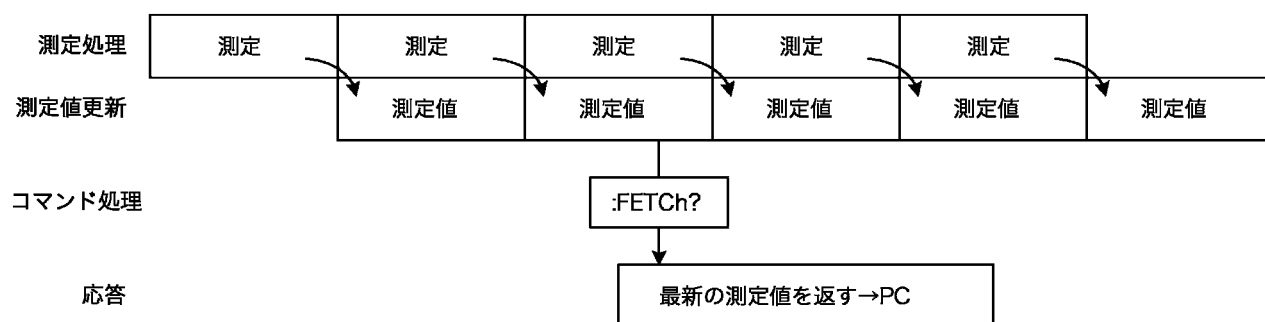 測定処理 測定 測定 測定 測定 測定
測定値更新 測定値 測定値 測定値 測定値 測定値
コマンド処理 :FETCh?
応答 最新の測定値を返す→PC